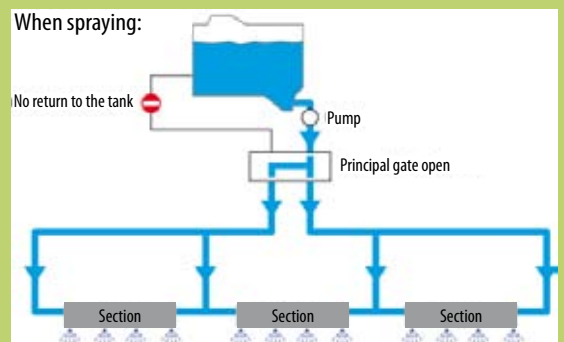 When spraying:
No return to the tank
Pump
Principal gate open
Section
Section
Section